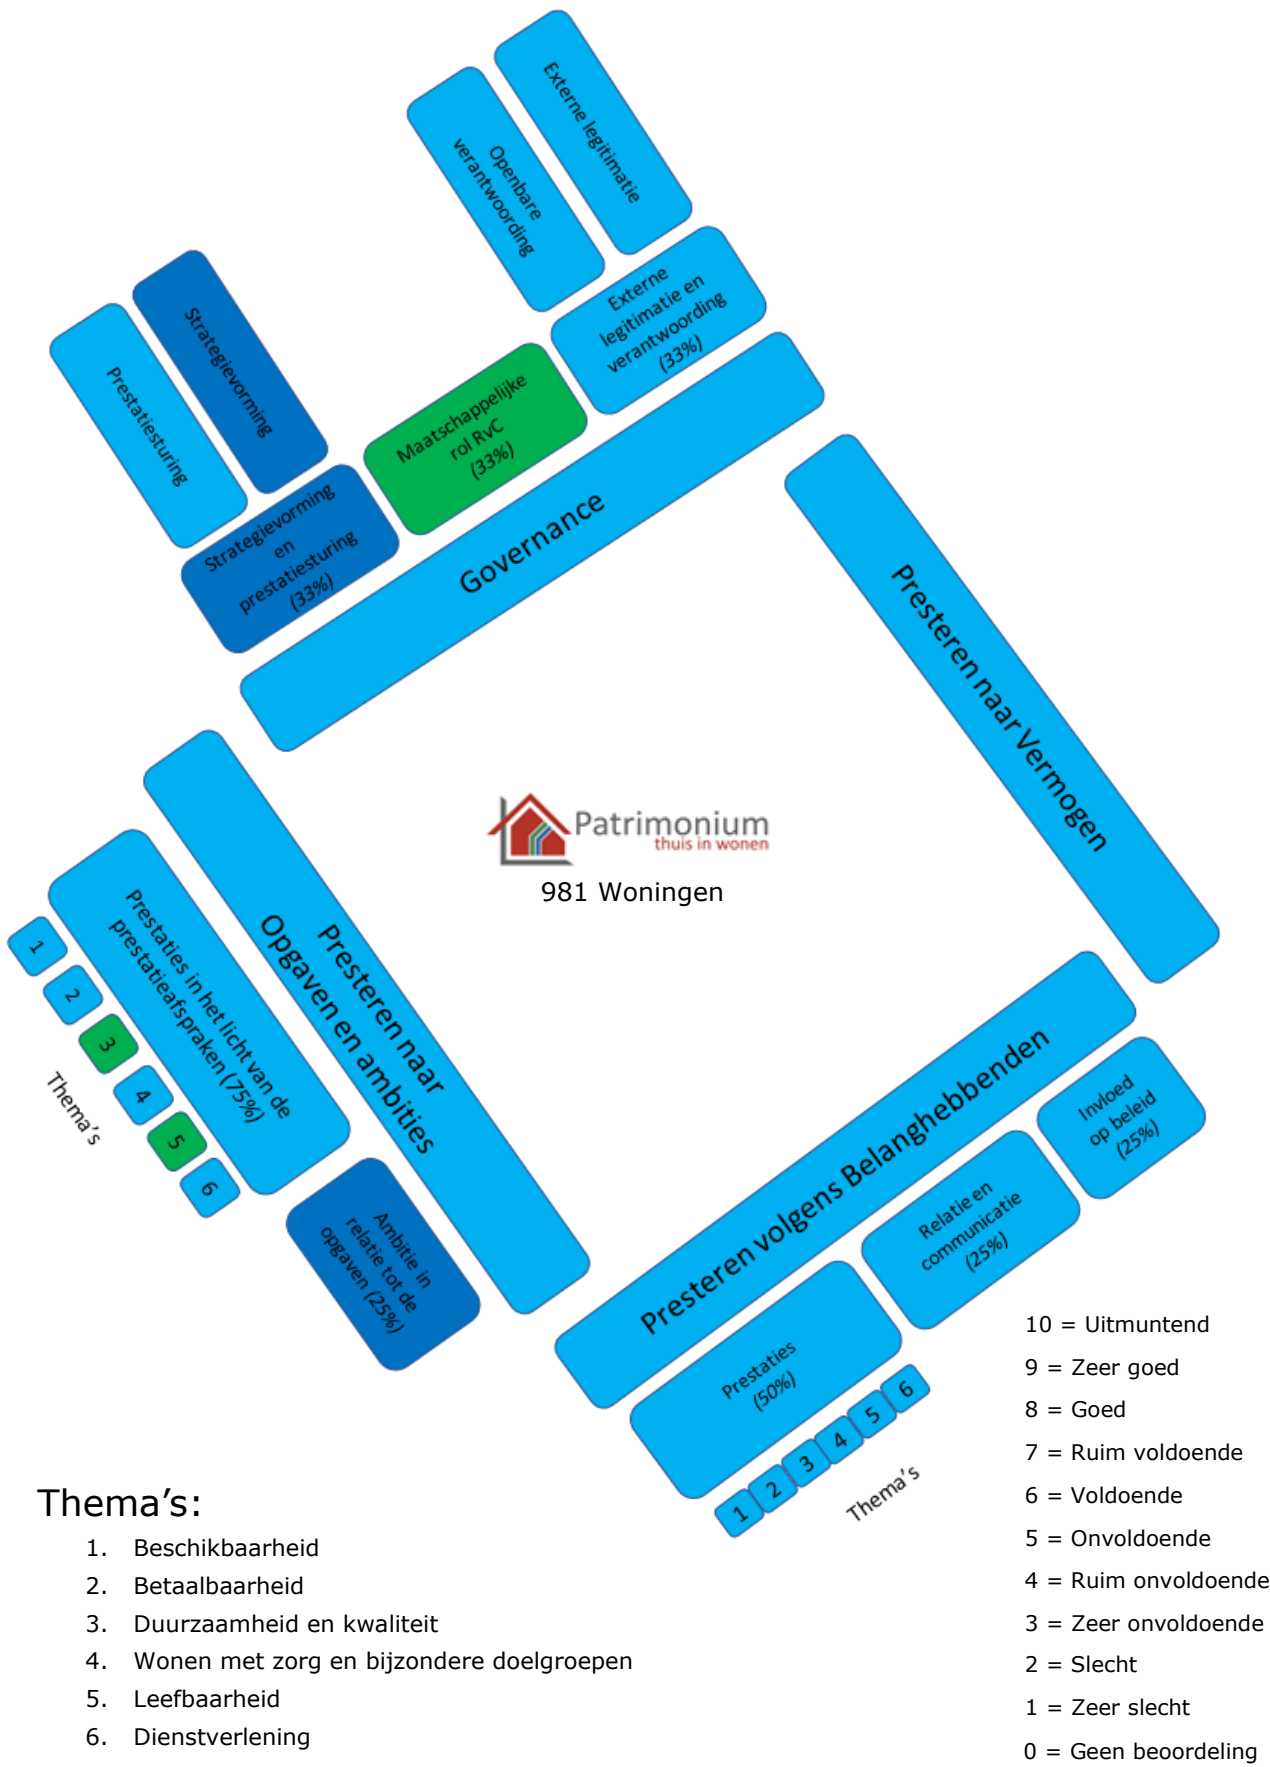 Externe legitimatie
Openbare
verantwoording
Externe
legitimatie en
verantwoording
(33%)
Strategievorming
Prestatiesturing
Maatschappelijke
rol RvC
(33%)
Strategievorming
en
prestatiesturing
(33%)
Governance
Presteren naar Vermogen
Patrimonium
thuis in wonen
981 Woningen
Presteren naar
Opgaven en ambities
Prestaties in het licht van de
prestatieafspraken (75%)
1
2
3
4
5
6
Thema's
Ambitie in
relatie tot de
opgaven (25%)
Presteren volgens Belanghebbenden
Invloed
op beleid
(25%)
Relatie en
communicatie
(25%)
Prestaties
(50%)
1
2
3
4
5
6
Thema's
10 = Uitmuntend
9 = Zeer goed
8 = Goed
7 = Ruim voldoende
6 = Voldoende
5 = Onvoldoende
4 = Ruim onvoldoende
3 = Zeer onvoldoende
2 = Slecht
1 = Zeer slecht
0 = Geen beoordeling
Thema's:
1. Beschikbaarheid
2. Betaalbaarheid
3. Duurzaamheid en kwaliteit
4. Wonen met zorg en bijzondere doelgroepen
5. Leefbaarheid
6. Dienstverlening